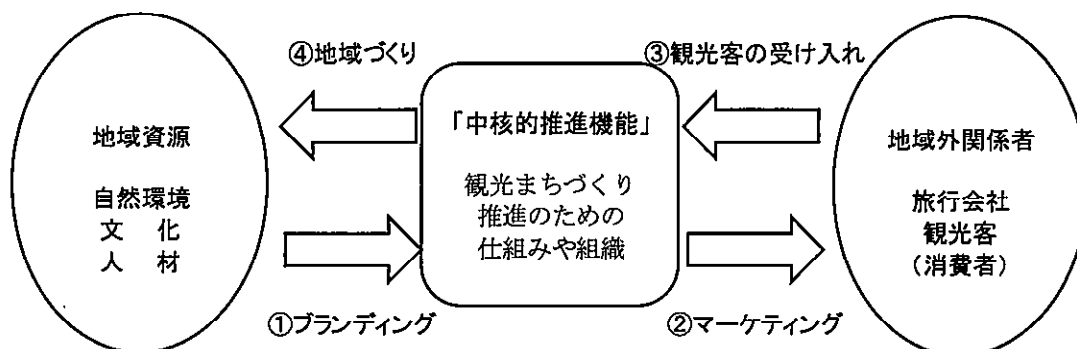 ④地域づくり
③観光客の受け入れ
地域資源
自然環境
文 化
人 材
「中核的推進機能」
観光まちづくり
推進のための
仕組みや組織
地域外関係者
旅行会社
観光客
（消費者）
①ブランディング
②マーケティング